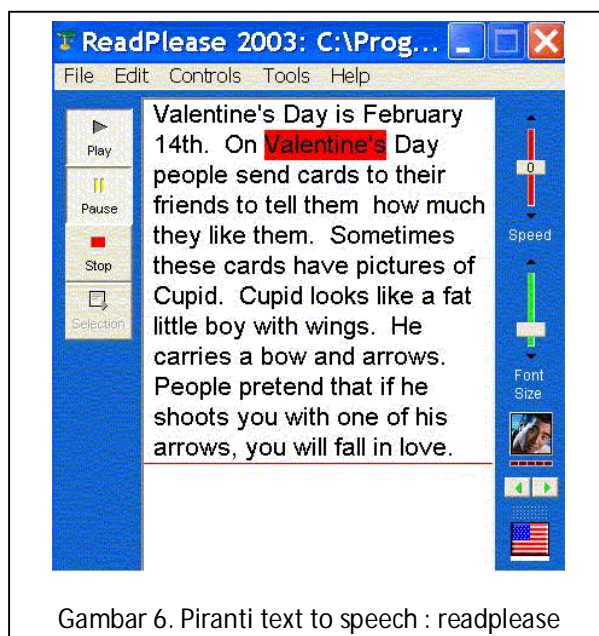 ReadPlease 2003: C:\Prog...
File Edit Controls Tools Help
Play
Pause
Stop
Selection
Valentine's Day is February
14th. On Valentine's Day
people send cards to their
friends to tell them how much
they like them. Sometimes
these cards have pictures of
Cupid. Cupid looks like a fat
little boy with wings. He
carries a bow and arrows.
People pretend that if he
shoots you with one of his
arrows, you will fall in love.
0
Speed
Font
Size
Gambar 6. Piranti text to speech : readplease